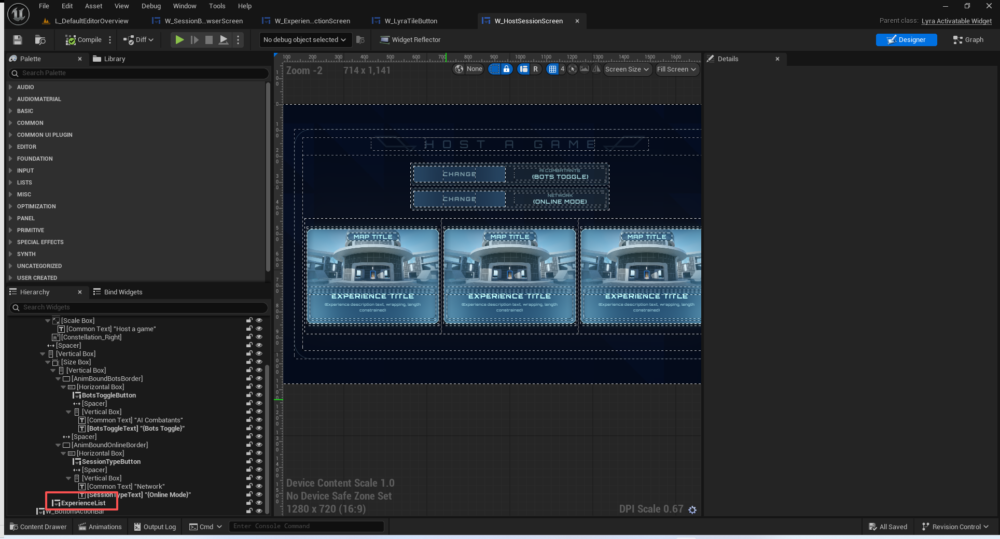 File Edit Asset View Debug Window Tools Help
L_DefaultEditorOverview
W_SessionB...wserScreen
W_Experien...ctionScreen
W_LyraTileButton
W_HostSessionScreen
Parent class: Lyra Activatable Widget
Compile
Diff
No debug object selected
Widget Reflector
Designer
Graph
Palette
Library
Search Palette
AUDIO
AUDIOMATERIAL
BASIC
COMMON
COMMON UI PLUGIN
EDITOR
FOUNDATION
INPUT
LISTS
MISC
OPTIMIZATION
PANEL
PRIMITIVE
SPECIAL EFFECTS
SYNTH
UNCATEGORIZED
USER CREATED
Hierarchy
Bind Widgets
Search Widgets
[Scale Box]
[Common Text] "Host a game"
[Constellation_Right]
[Spacer]
[Vertical Box]
[Size Box]
[Vertical Box]
[AnimBoundBotsBorder]
[Horizontal Box]
BotsToggleButton
[Spacer]
[Vertical Box]
[Common Text] "AI Combatants"
[BotsToggleText] "{Bots Toggle}"
[Spacer]
[AnimBoundOnlineBorder]
[Horizontal Box]
SessionTypeButton
[Spacer]
[Vertical Box]
[Common Text] "Network"
[SessionTypeText] "{Online Mode}"
ExperienceList
W_BottomActionBar
100 200 300 400 500 600 700 800 900 1000 1100 1200 1300 1400 1500 1600
Zoom -2
714 x 1,141
None
R
4
Screen Size
Fill Screen
HOST A GAME
CHANGE
AI COMBATANTS
(BOTS TOGGLE)
CHANGE
NETWORK
(ONLINE MODE)
MAP TITLE
EXPERIENCE TITLE
(Experience description text, wrapping, length
constrained)
MAP TITLE
EXPERIENCE TITLE
(Experience description text, wrapping, length
constrained)
MAP TITLE
EXPERIENCE TITLE
(Experience description text, wrapping, length
constrained)
Device Content Scale 1.0
No Device Safe Zone Set
1280 x 720 (16:9)
DPI Scale 0.67
Details
Content Drawer
Animations
Output Log
Cmd
Enter Console Command
All Saved
Revision Control